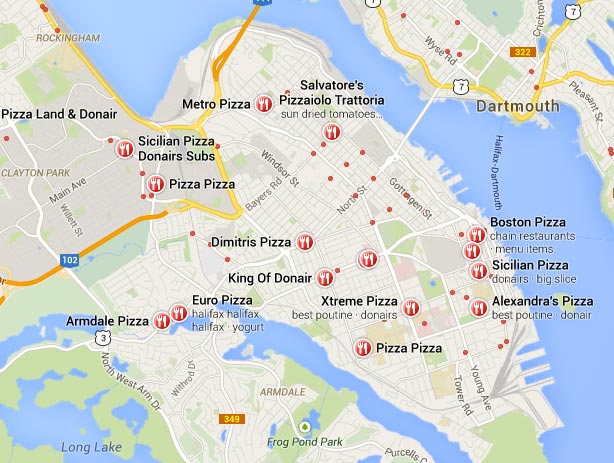 111
7
7
ROCKINGHAM
Wyse Rd
322
Crichton
Pleasant St
Dartmouth
Salvatore's
Pizzaiolo Trattoria
sun dried tomatoes...
Metro Pizza
Pizza Land & Donair
Sicilian Pizza
Donairs Subs
CLAYTON PARK
Main Ave
Willett St
Pizza Pizza
Windsor St
Bayers Rd
North St
Gottingen St
Halifax-Dartmouth
Boston Pizza
chain restaurants
· menu items
Dimitris Pizza
102
King Of Donair
Sicilian Pizza
donairs · big slice
Euro Pizza
halifax halifax
halifax · yogurt
Armdale Pizza
Xtreme Pizza
best poutine · donairs
Alexandra's Pizza
best poutine · donair
3
North West Arm Dr
Withrod Dr
Pizza Pizza
ARMDALE
Tower Rd
Young Ave
349
Frog Pond Park
Long Lake
Purcells C